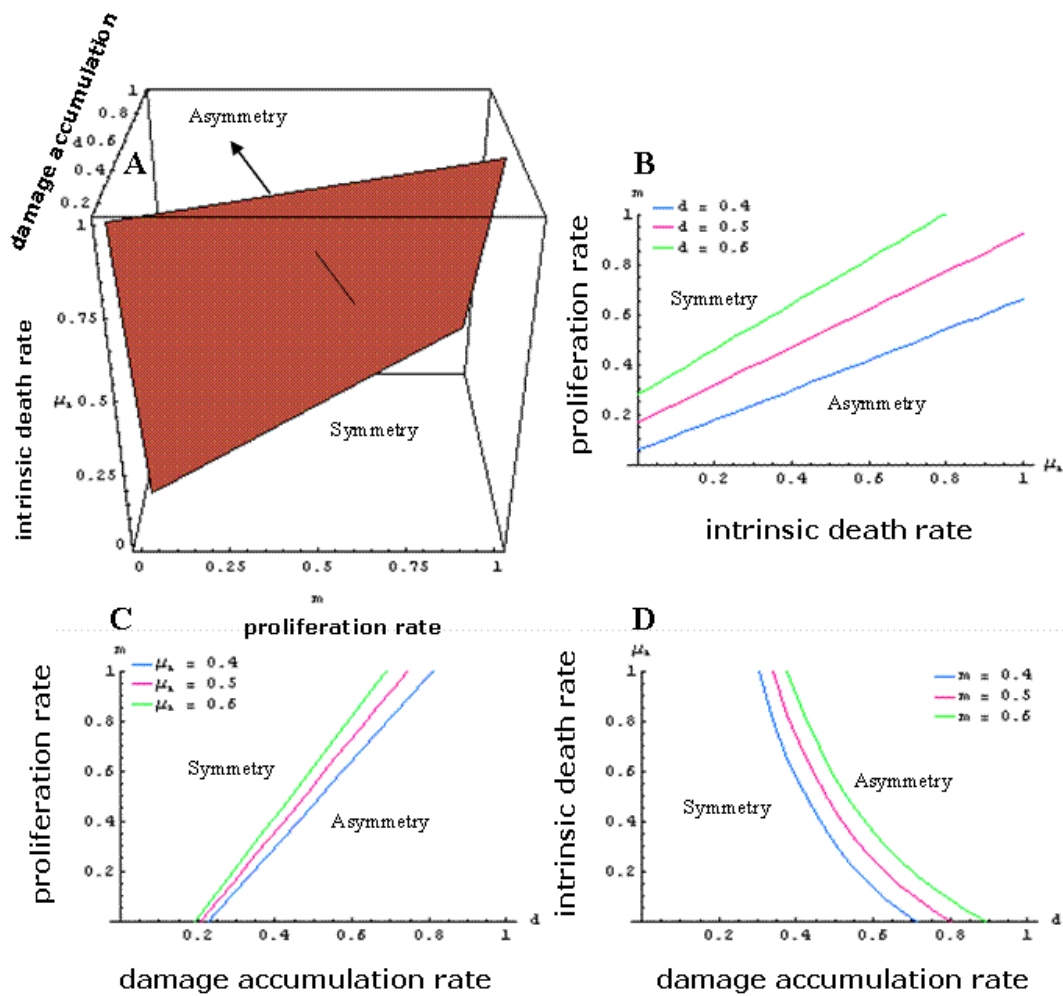 A
damage accumulation
1
0.8
d 0.6
0.4
0.2
Asymmetry
1
0.75
μ₁ 0.5
0.25
0
intrinsic death rate
Symmetry
0 0.25 0.5 0.75 1
m
proliferation rate
B
m
d = 0.4
d = 0.5
d = 0.6
1
0.8
0.6
0.4
0.2
proliferation rate
Symmetry
Asymmetry
0.2 0.4 0.6 0.8 1 μ₁
intrinsic death rate
C
m
μ₁ = 0.4
μ₁ = 0.5
μ₁ = 0.6
1
0.8
0.6
0.4
0.2
proliferation rate
Symmetry
Asymmetry
0.2 0.4 0.6 0.8 1 d
damage accumulation rate
D
μ₁
m = 0.4
m = 0.5
m = 0.6
1
0.8
0.6
0.4
0.2
intrinsic death rate
Symmetry
Asymmetry
0.2 0.4 0.6 0.8 1 d
damage accumulation rate